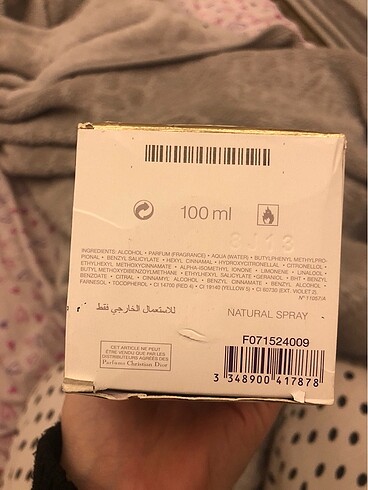 100 ml
INGREDIENTS: ALCOHOL • PARFUM (FRAGRANCE) • AQUA (WATER) • BUTYLPHENYL METHYLPRO-
PIONAL • BENZYL SALICYLATE • HEXYL CINNAMAL • HYDROXYCITRONELLAL • CITRONELLOL •
ETHYLHEXYL METHOXYCINNAMATE • ALPHA-ISOMETHYL IONONE • LIMONENE • LINALOOL •
BUTYL METHOXYDIBENZOYLMETHANE • ETHYLHEXYL SALICYLATE • GERANIOL • BHT • BENZYL
BENZOATE • CITRAL • CINNAMYL ALCOHOL • BENZYL CINNAMATE • BENZYL ALCOHOL •
FARNESOL • TOCOPHEROL • CI 14700 (RED 4) • CI 19140 (YELLOW 5) • CI 60730 (EXT. VIOLET 2).
N° 11057/A
للاستعمال الخارجي فقط
NATURAL SPRAY
CET ARTICLE NE PEUT
ÊTRE VENDU QUE PAR LES
DISTRIBUTEURS AGRÉÉS DES
Parfums Christian Dior
F071524009
3 348900 417878